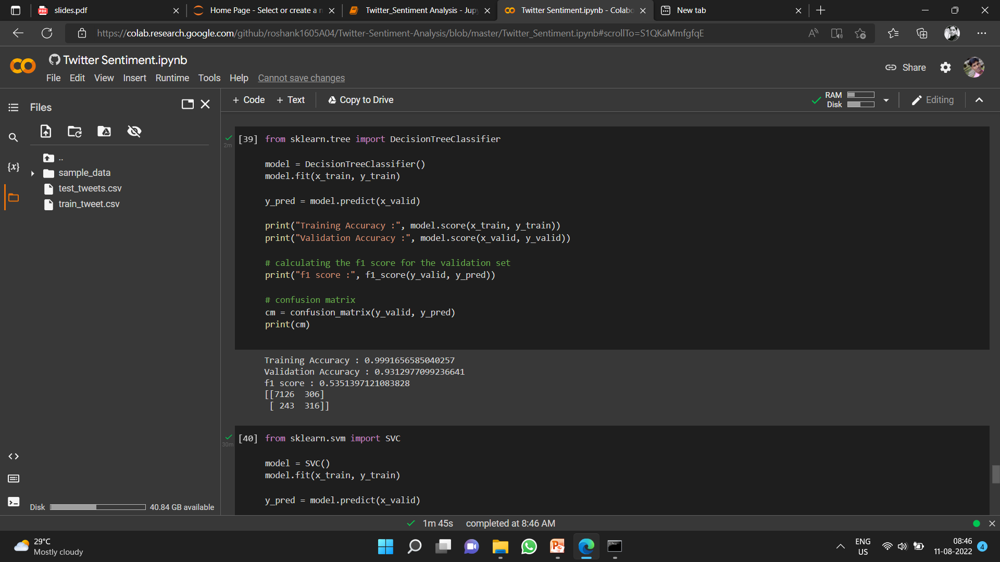 slides.pdf
Home Page - Select or create a n
Twitter_Sentiment Analysis - Jup
Twitter Sentiment.ipynb - Colabo
New tab
https://colab.research.google.com/github/roshank1605A04/Twitter-Sentiment-Analysis/blob/master/Twitter_Sentiment.ipynb#scrollTo=S1QKaMmfgfqE
Twitter Sentiment.ipynb
File Edit View Insert Runtime Tools Help Cannot save changes
Share
+ Code + Text Copy to Drive
RAM
Disk
Editing
Files
..
sample_data
test_tweets.csv
train_tweet.csv
Disk 40.84 GB available
2m
[39] from sklearn.tree import DecisionTreeClassifier
model = DecisionTreeClassifier()
model.fit(x_train, y_train)
y_pred = model.predict(x_valid)
print("Training Accuracy :", model.score(x_train, y_train))
print("Validation Accuracy :", model.score(x_valid, y_valid))
# calculating the f1 score for the validation set
print("f1 score :", f1_score(y_valid, y_pred))
# confusion matrix
cm = confusion_matrix(y_valid, y_pred)
print(cm)
Training Accuracy : 0.9991656585040257
Validation Accuracy : 0.9312977099236641
f1 score : 0.5351397121083828
[[7126 306]
[ 243 316]]
30m
[40] from sklearn.svm import SVC
model = SVC()
model.fit(x_train, y_train)
y_pred = model.predict(x_valid)
1m 45s completed at 8:46 AM
29°C
Mostly cloudy
ENG
US
08:46
11-08-2022
4